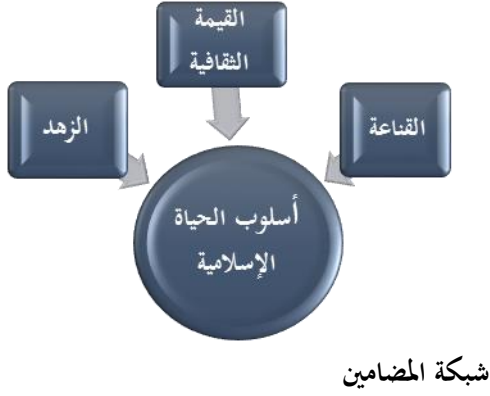 القيمة
الثقافية
القناعة
الزهد
أسلوب الحياة
الإسلامية
شبكة المضامين